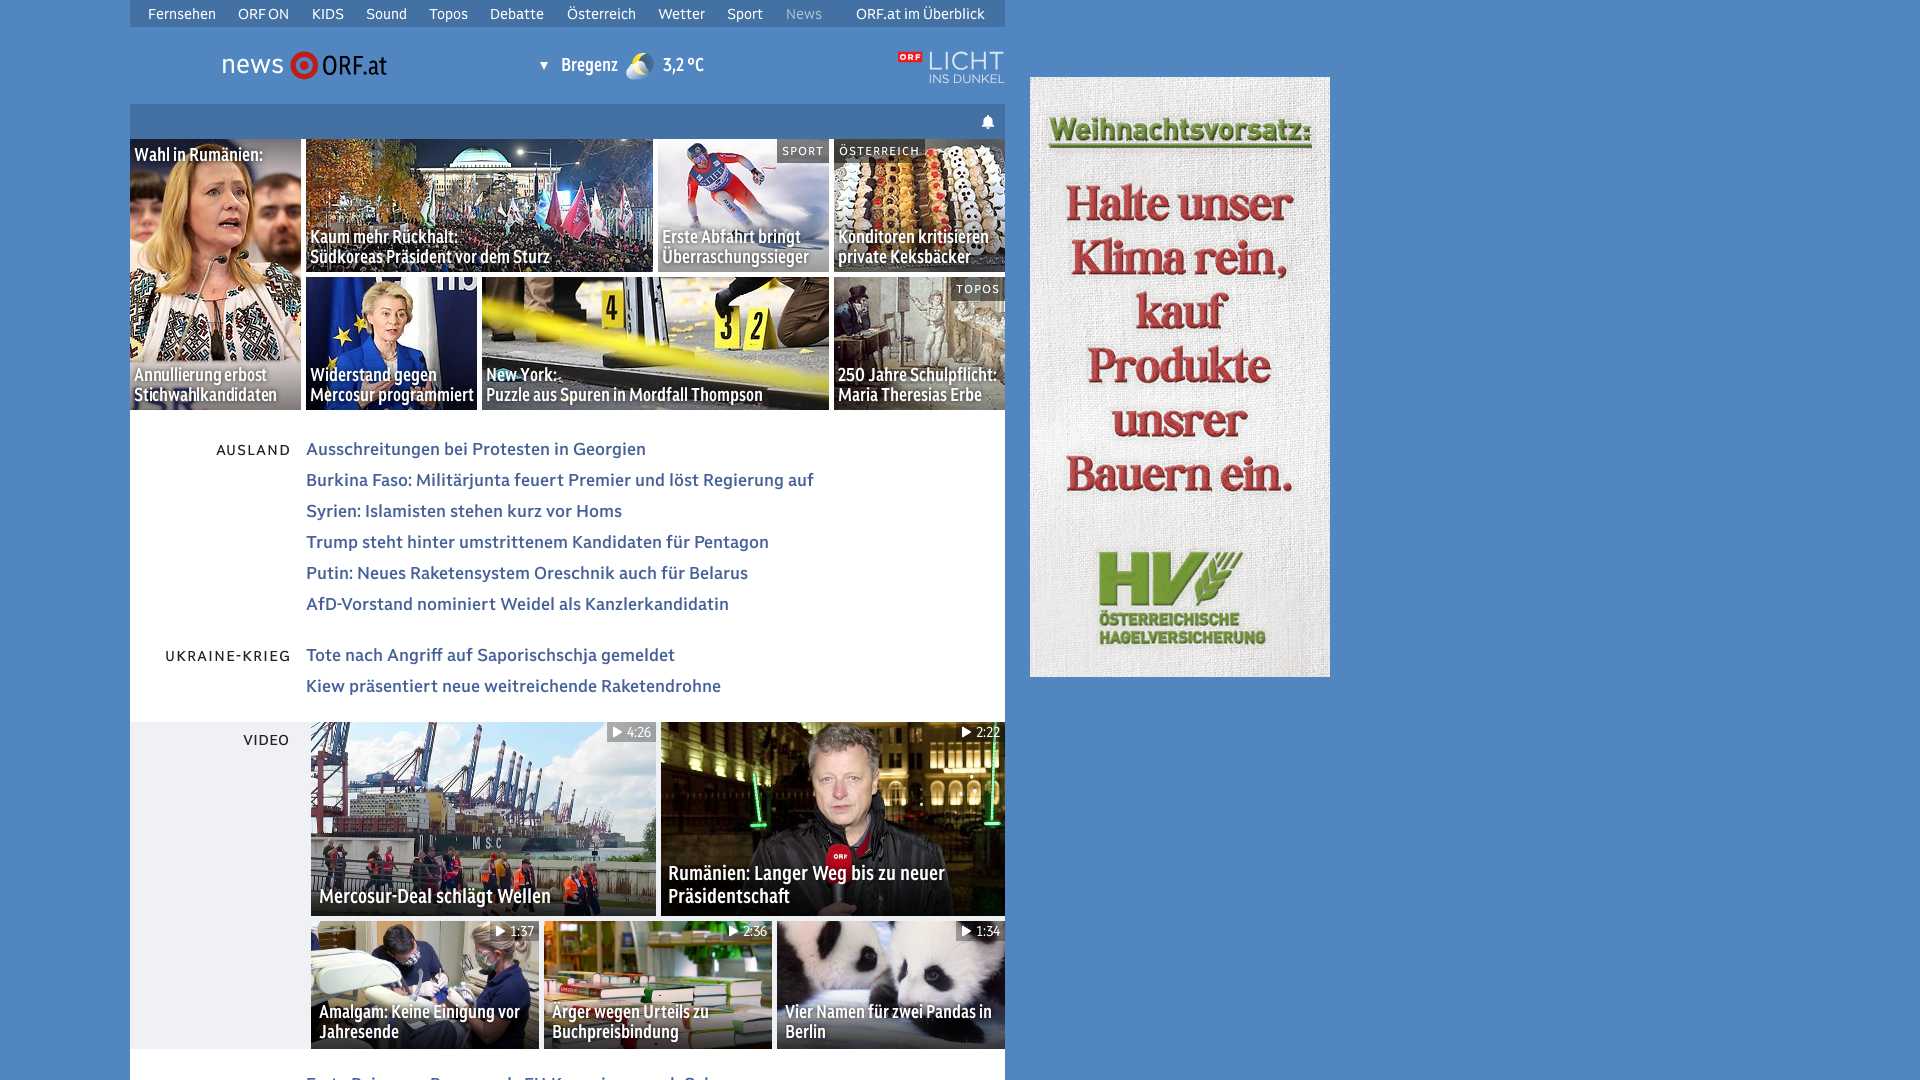 Fernsehen ORF ON KIDS Sound Topos Debatte Österreich Wetter Sport News ORF.at im Überblick
news ORF.at
▼ Bregenz 3,2 °C
ORF LICHT
INS DUNKEL
Wahl in Rumänien:
Annullierung erbost
Stichwahlkandidaten
Kaum mehr Rückhalt:
Südkoreas Präsident vor dem Sturz
SPORT
Erste Abfahrt bringt
Überraschungssieger
ÖSTERREICH
Konditoren kritisieren
private Keksbäcker
Widerstand gegen
Mercosur programmiert
4
3 2
New York:
Puzzle aus Spuren in Mordfall Thompson
TOPOS
250 Jahre Schulpflicht:
Maria Theresias Erbe
AUSLAND
Ausschreitungen bei Protesten in Georgien
Burkina Faso: Militärjunta feuert Premier und löst Regierung auf
Syrien: Islamisten stehen kurz vor Homs
Trump steht hinter umstrittenem Kandidaten für Pentagon
Putin: Neues Raketensystem Oreschnik auch für Belarus
AfD-Vorstand nominiert Weidel als Kanzlerkandidatin
UKRAINE-KRIEG
Tote nach Angriff auf Saporischschja gemeldet
Kiew präsentiert neue weitreichende Raketendrohne
VIDEO
4:26
MSC
Mercosur-Deal schlägt Wellen
2:22
ORF
Rumänien: Langer Weg bis zu neuer
Präsidentschaft
1:37
Amalgam: Keine Einigung vor
Jahresende
2:36
Ärger wegen Urteils zu
Buchpreisbindung
1:34
Vier Namen für zwei Pandas in
Berlin
Weihnachtsvorsatz:
Halte unser
Klima rein,
kauf
Produkte
unsrer
Bauern ein.
HV
ÖSTERREICHISCHE
HAGELVERSICHERUNG